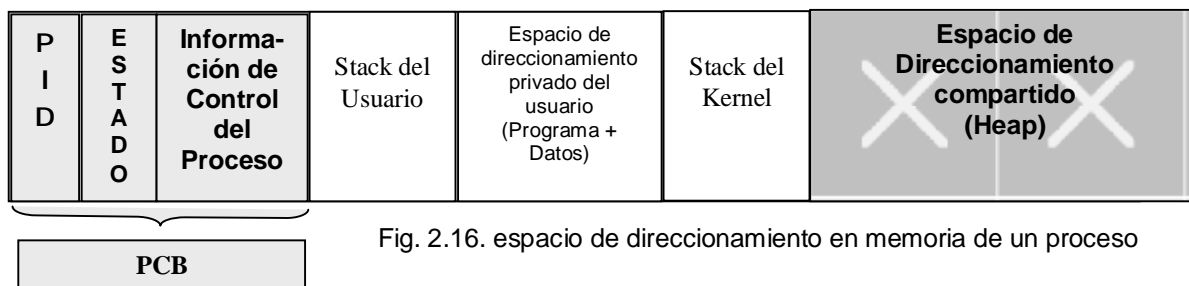 P
I
D
E
S
T
A
D
O
Informa-
ción de
Control
del
Proceso
Stack del
Usuario
Espacio de
direccionamiento
privado del
usuario
(Programa +
Datos)
Stack del
Kernel
Espacio de
Direccionamiento
compartido
(Heap)
PCB
Fig. 2.16. espacio de direccionamiento en memoria de un proceso